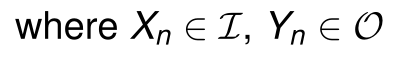 where Xₙ ∈ ℐ, Yₙ ∈ 𝒪